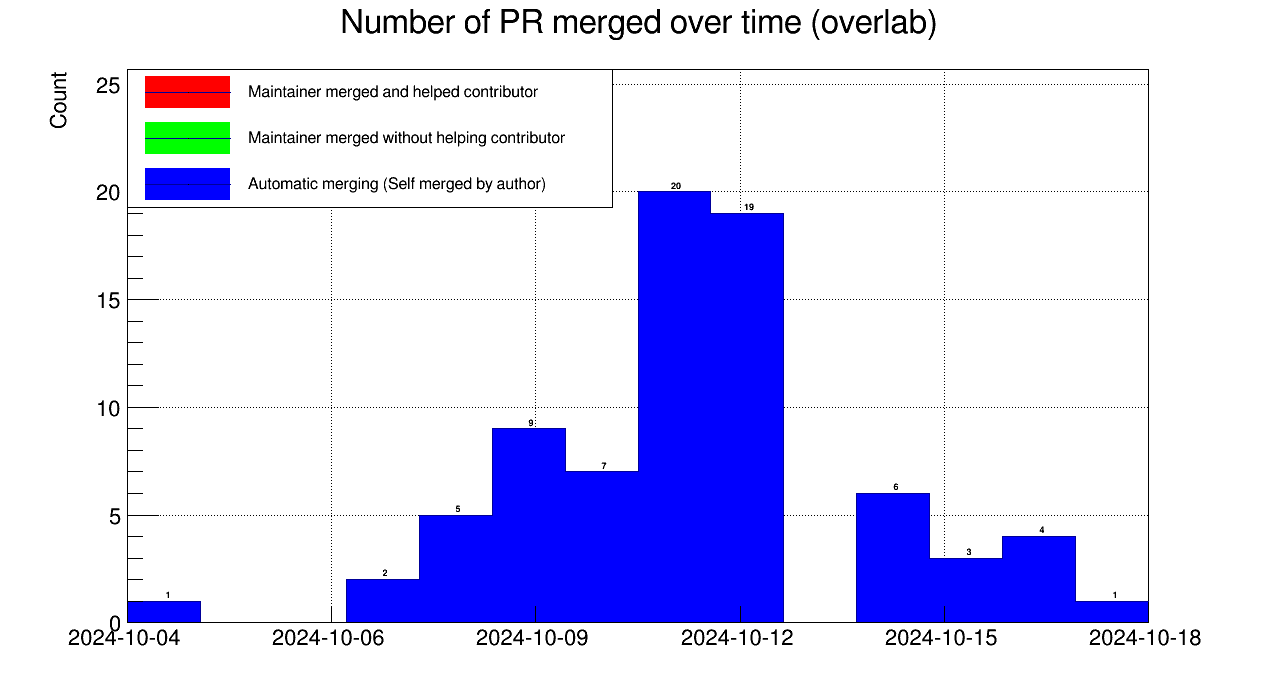 Number of PR merged over time (overlab)
Count
25
20
15
10
5
0
Maintainer merged and helped contributor
Maintainer merged without helping contributor
Automatic merging (Self merged by author)
1
2
5
9
7
20
19
6
3
4
1
2024-10-04 2024-10-06 2024-10-09 2024-10-12 2024-10-15 2024-10-18